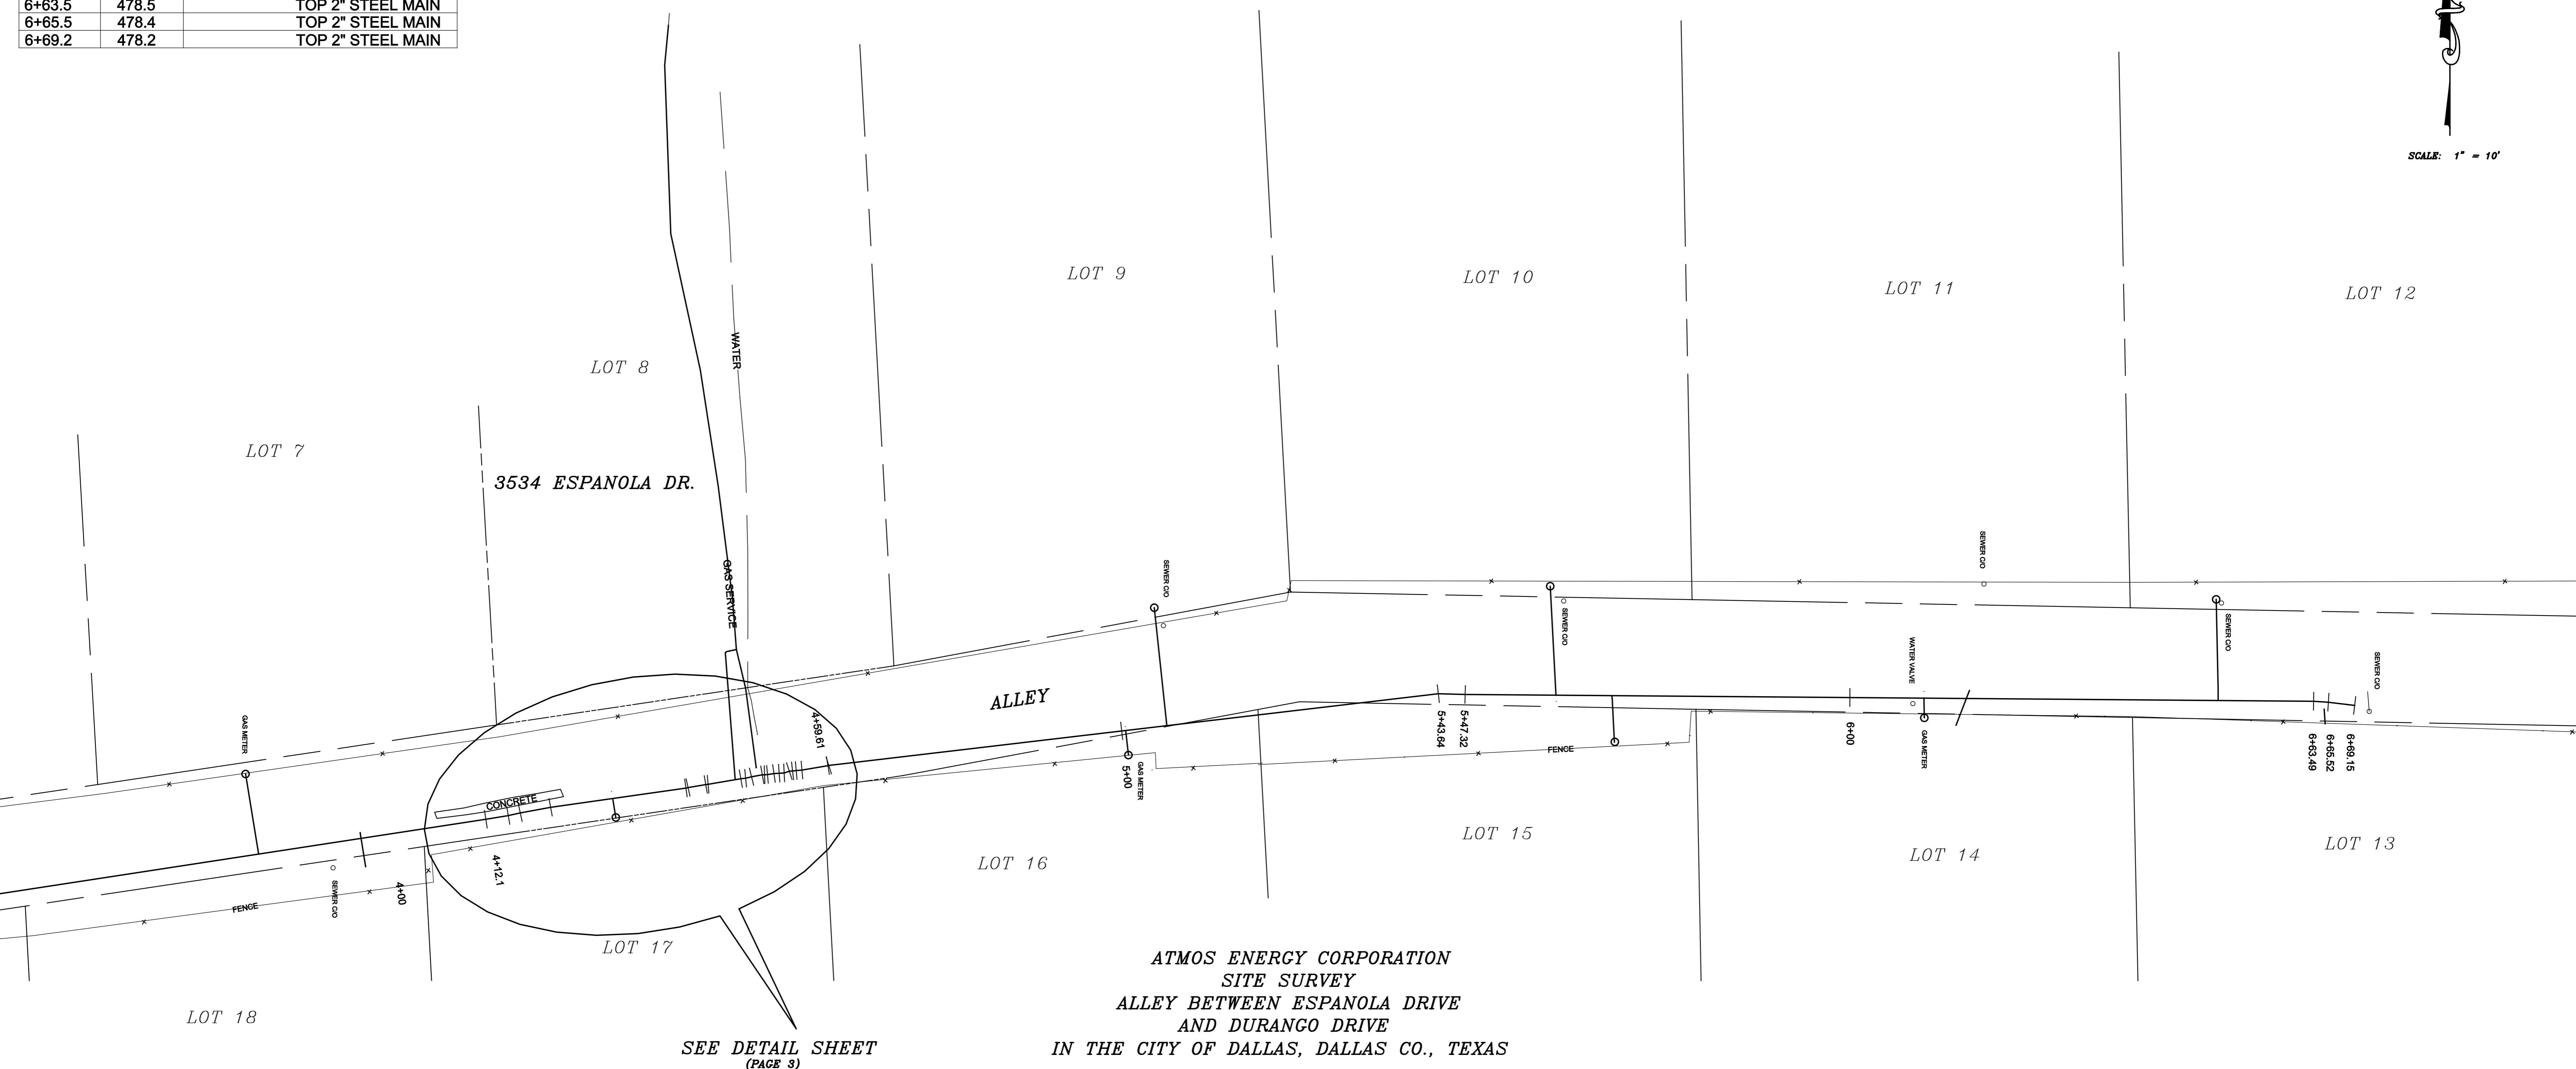 6+63.5 478.5 TOP 2" STEEL MAIN
6+65.5 478.4 TOP 2" STEEL MAIN
6+69.2 478.2 TOP 2" STEEL MAIN
SCALE: 1" = 10'
LOT 7
LOT 8
LOT 9
LOT 10
LOT 11
LOT 12
3534 ESPANOLA DR.
WATER
GAS SERVICE
SEWER C/O
SEWER C/O
SEWER C/O
SEWER C/O
SEWER C/O
WATER VALVE
ALLEY
GAS METER
4+59.61
5+43.64
5+47.32
6+00
GAS METER
6+63.49
6+65.52
6+69.15
5+00
GAS METER
FENCE
CONCRETE
4+12.1
4+00
SEWER C/O
FENCE
LOT 18
LOT 17
LOT 16
LOT 15
LOT 14
LOT 13
SEE DETAIL SHEET
(PAGE 3)
ATMOS ENERGY CORPORATION
SITE SURVEY
ALLEY BETWEEN ESPANOLA DRIVE
AND DURANGO DRIVE
IN THE CITY OF DALLAS, DALLAS CO., TEXAS